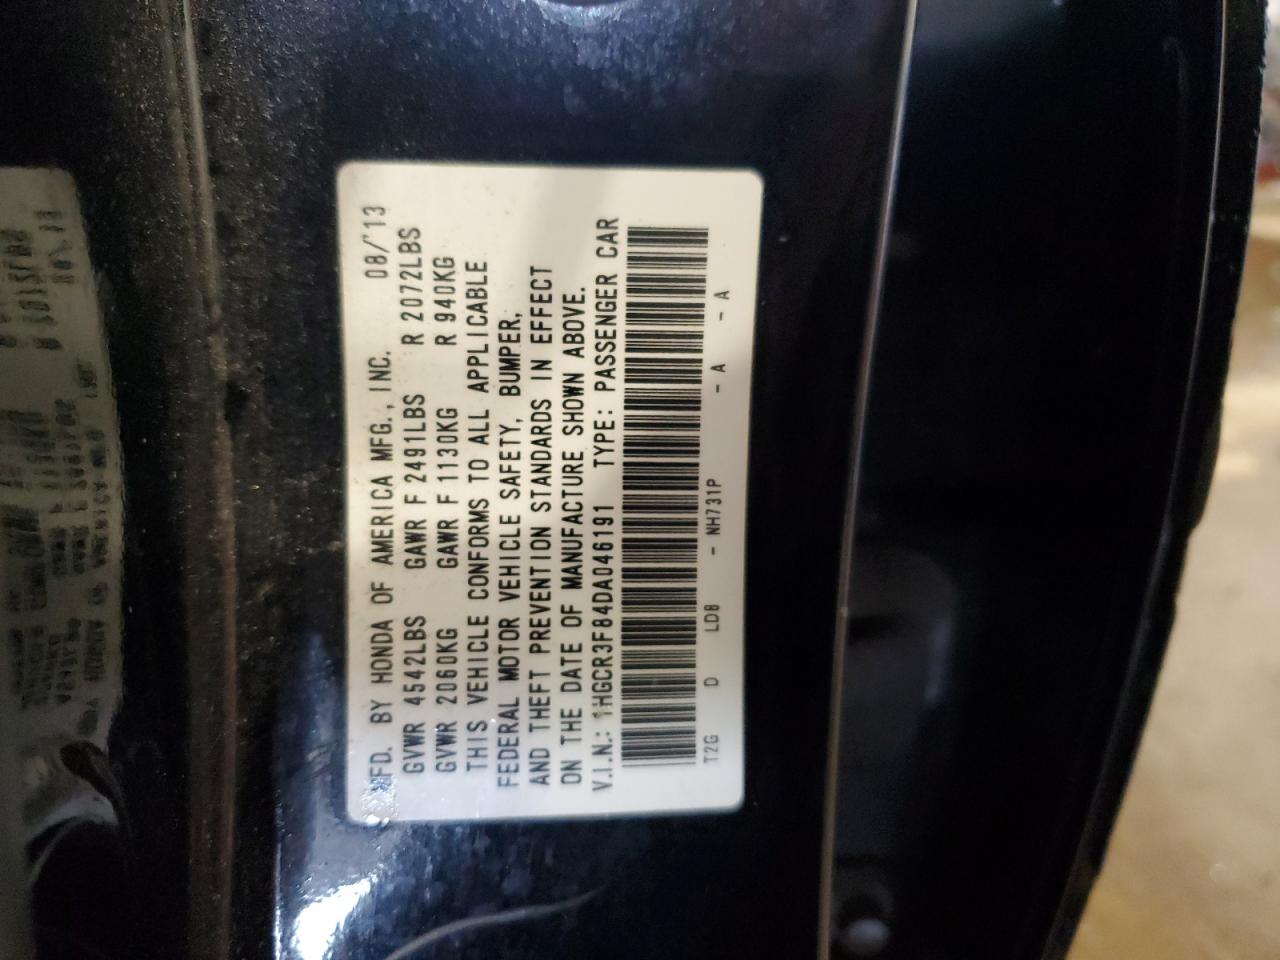 MFD. BY HONDA OF AMERICA MFG., INC. 08/'13
GVWR 4542LBS GAWR F 2491LBS R 2072LBS
GVWR 2060KG GAWR F 1130KG R 940KG
THIS VEHICLE CONFORMS TO ALL APPLICABLE
FEDERAL MOTOR VEHICLE SAFETY, BUMPER,
AND THEFT PREVENTION STANDARDS IN EFFECT
ON THE DATE OF MANUFACTURE SHOWN ABOVE.
V.I.N.: 1HGCR3F84DA046191 TYPE: PASSENGER CAR
T2G D LD8 - NH731P - A - A